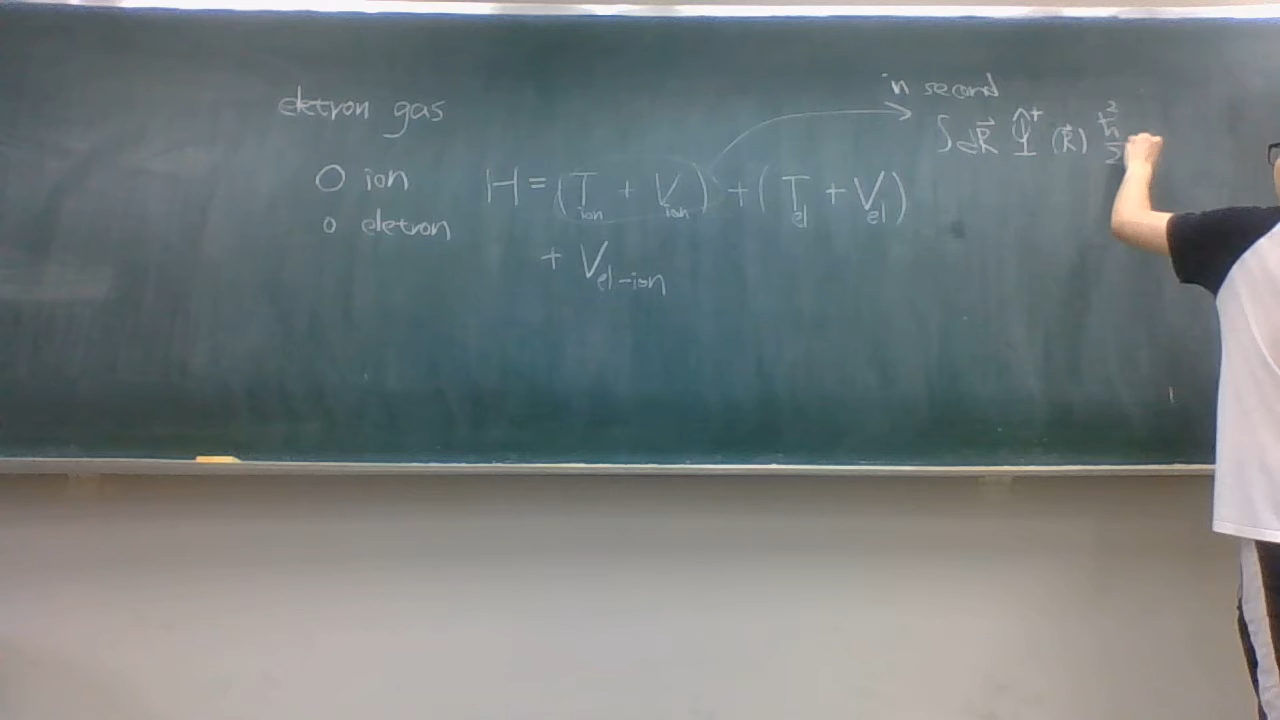 eletron gas
O ion
o eletron
H = (T_ion + V_ion) + (T_el + V_el)
+ V_el-ion
in second
∫ dR⃗ Ψ̂⁺ (R⃗) ħ²/2